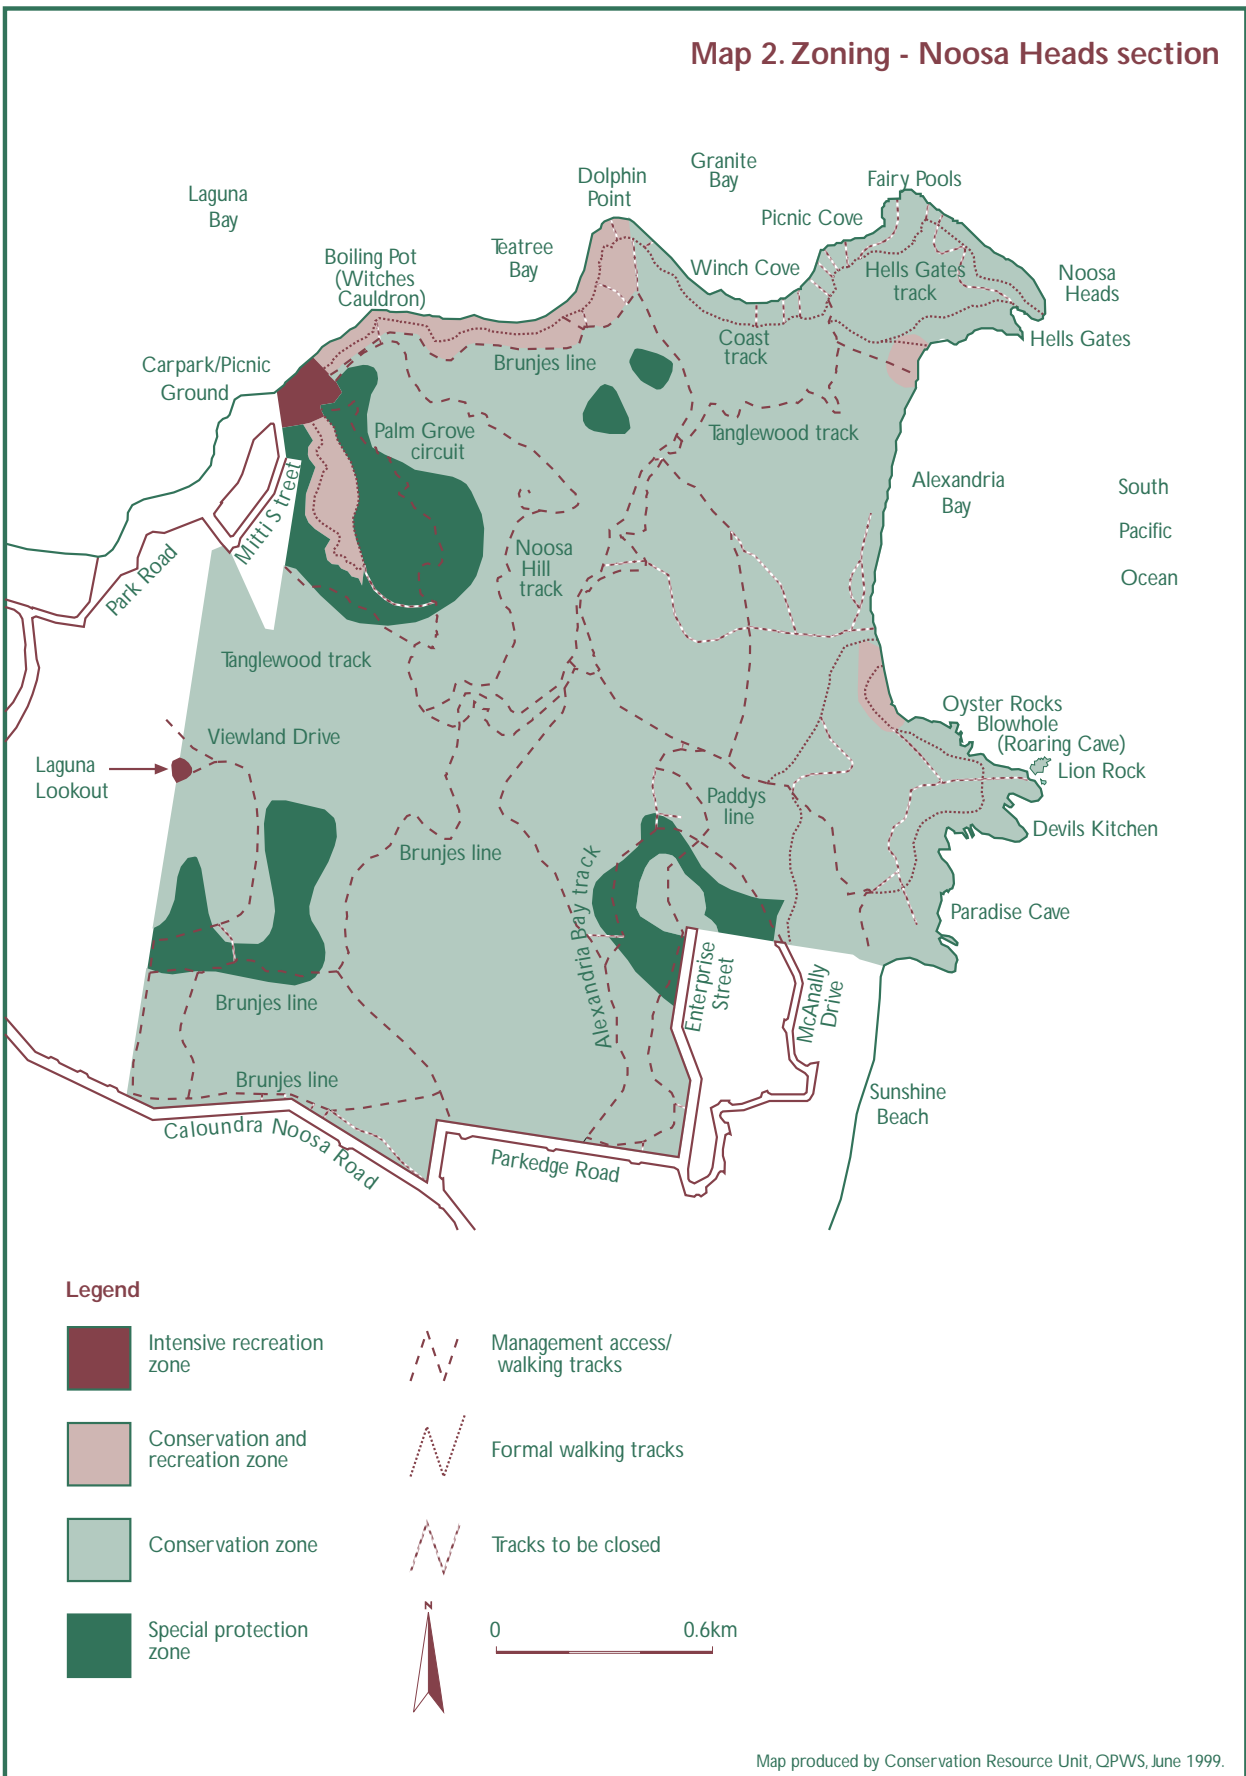 Map 2. Zoning - Noosa Heads section
Laguna
Bay
Dolphin
Point
Granite
Bay
Fairy Pools
Picnic Cove
Boiling Pot
(Witches
Cauldron)
Teatree
Bay
Winch Cove
Hells Gates
track
Noosa
Heads
Hells Gates
Carpark/Picnic
Ground
Brunjes line
Coast
track
Palm Grove
circuit
Tanglewood track
Mitti Street
Alexandria
Bay
South
Pacific
Ocean
Park Road
Noosa
Hill
track
Tanglewood track
Viewland Drive
Laguna
Lookout
Oyster Rocks
Blowhole
(Roaring Cave)
Lion Rock
Paddys
line
Devils Kitchen
Brunjes line
Alexandria Bay track
Paradise Cave
Enterprise
Street
McAnally
Drive
Brunjes line
Brunjes line
Sunshine
Beach
Caloundra Noosa Road
Parkedge Road
Legend
Intensive recreation
zone
Management access/
walking tracks
Conservation and
recreation zone
Formal walking tracks
Conservation zone
Tracks to be closed
Special protection
zone
N
0 0.6km
Map produced by Conservation Resource Unit, QPWS, June 1999.